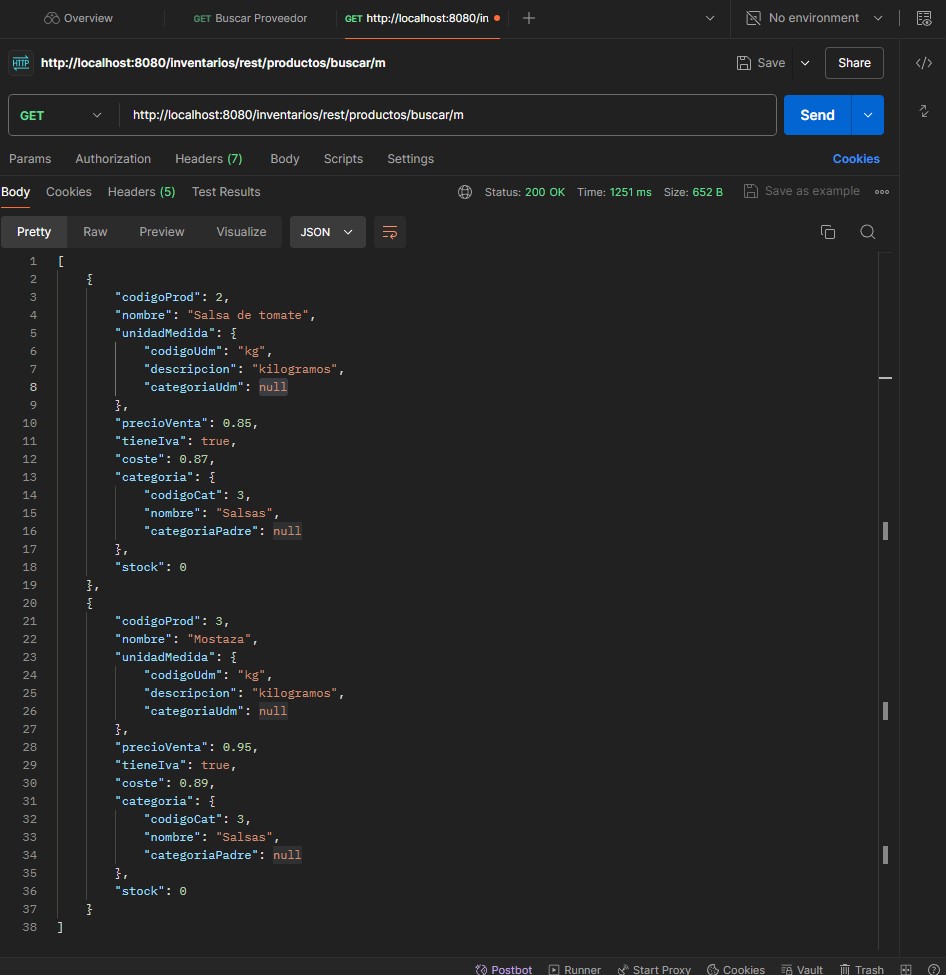 Overview
GET Buscar Proveedor
GET http://localhost:8080/in
No environment
HTTP http://localhost:8080/inventarios/rest/productos/buscar/m
Save
Share
GET
http://localhost:8080/inventarios/rest/productos/buscar/m
Send
Params Authorization Headers (7) Body Scripts Settings Cookies
Body Cookies Headers (5) Test Results Status: 200 OK Time: 1251 ms Size: 652 B Save as example
Pretty Raw Preview Visualize JSON
1 [
2 {
3 "codigoProd": 2,
4 "nombre": "Salsa de tomate",
5 "unidadMedida": {
6 "codigoUdm": "kg",
7 "descripcion": "kilogramos",
8 "categoriaUdm": null
9 },
10 "precioVenta": 0.85,
11 "tieneIva": true,
12 "coste": 0.87,
13 "categoria": {
14 "codigoCat": 3,
15 "nombre": "Salsas",
16 "categoriaPadre": null
17 },
18 "stock": 0
19 },
20 {
21 "codigoProd": 3,
22 "nombre": "Mostaza",
23 "unidadMedida": {
24 "codigoUdm": "kg",
25 "descripcion": "kilogramos",
26 "categoriaUdm": null
27 },
28 "precioVenta": 0.95,
29 "tieneIva": true,
30 "coste": 0.89,
31 "categoria": {
32 "codigoCat": 3,
33 "nombre": "Salsas",
34 "categoriaPadre": null
35 },
36 "stock": 0
37 }
38 ]
Postbot Runner Start Proxy Cookies Vault Trash